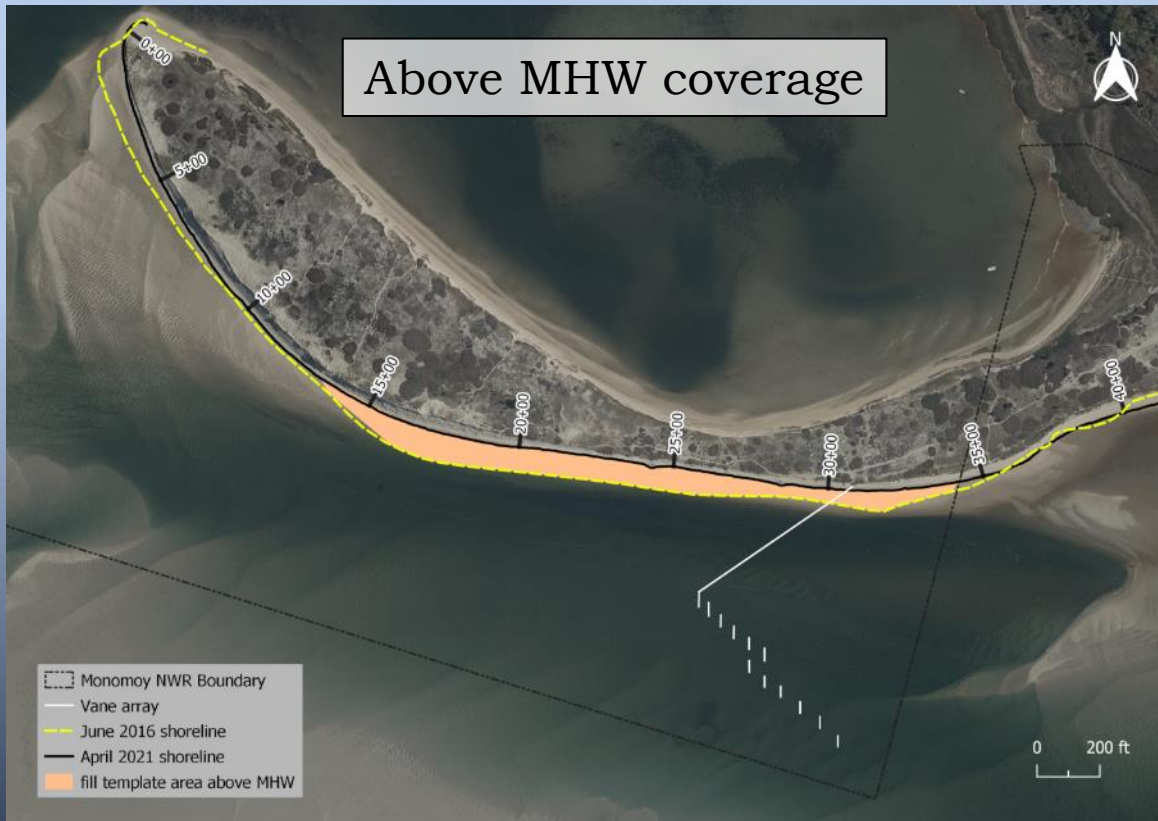 Above MHW coverage
N
0+00
5+00
10+00
15+00
20+00
25+00
30+00
35+00
40+00
Monomoy NWR Boundary
Vane array
June 2016 shoreline
April 2021 shoreline
fill template area above MHW
0 200 ft